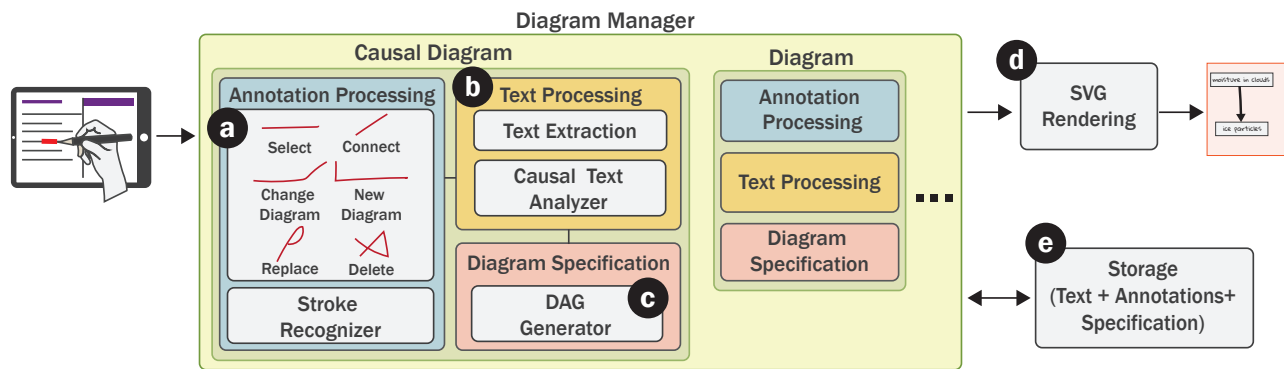 Diagram Manager
Causal Diagram
a
Annotation Processing
Select
Connect
Change
Diagram
New
Diagram
Replace
Delete
Stroke
Recognizer
b
Text Processing
Text Extraction
Causal Text
Analyzer
Diagram Specification
c
DAG
Generator
Diagram
Annotation
Processing
Text Processing
Diagram
Specification
...
d
SVG
Rendering
moisture in clouds
ice particles
e
Storage
(Text + Annotations+
Specification)